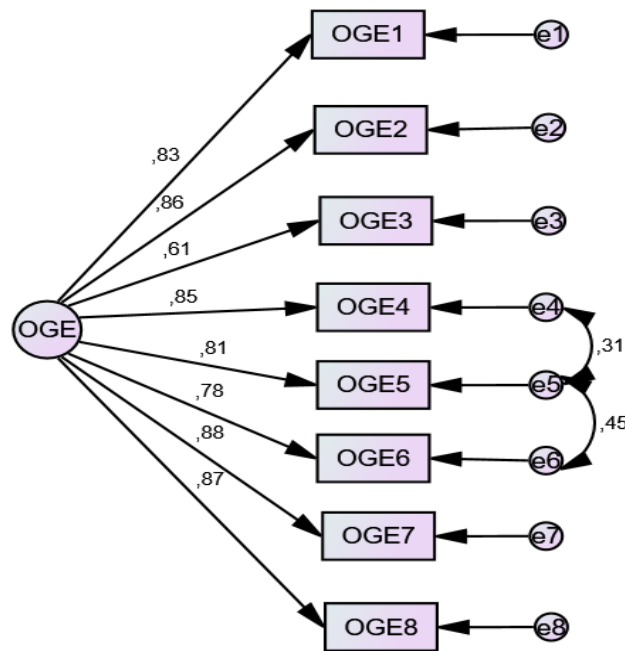 OGE1
e1
OGE2
e2
,83
,86
OGE3
e3
,61
OGE
,85
OGE4
e4
,31
,81
OGE5
e5
,78
,45
OGE6
e6
,88
,87
OGE7
e7
OGE8
e8